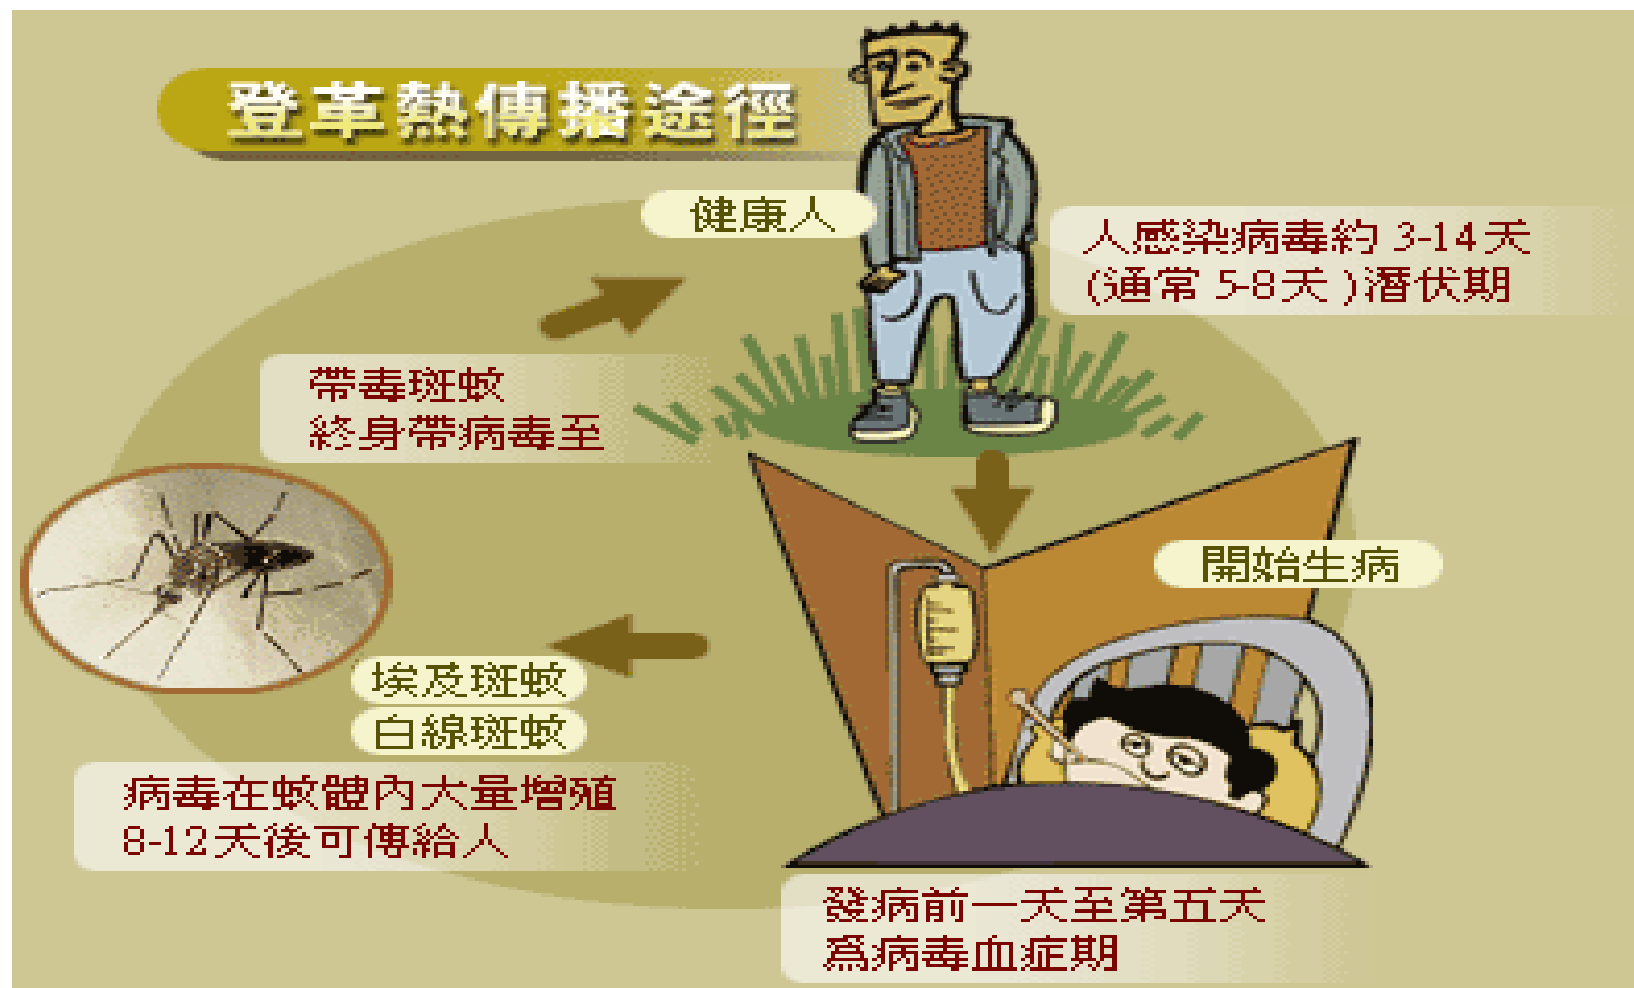 登革熱傳播途徑
健康人
人感染病毒約 3-14天
(通常 5-8天 )潛伏期
帶毒斑蚊
終身帶病毒至
開始生病
埃及斑蚊
白線斑蚊
病毒在蚊體內大量增殖
8-12天後可傳給人
發病前一天至第五天
爲病毒血症期